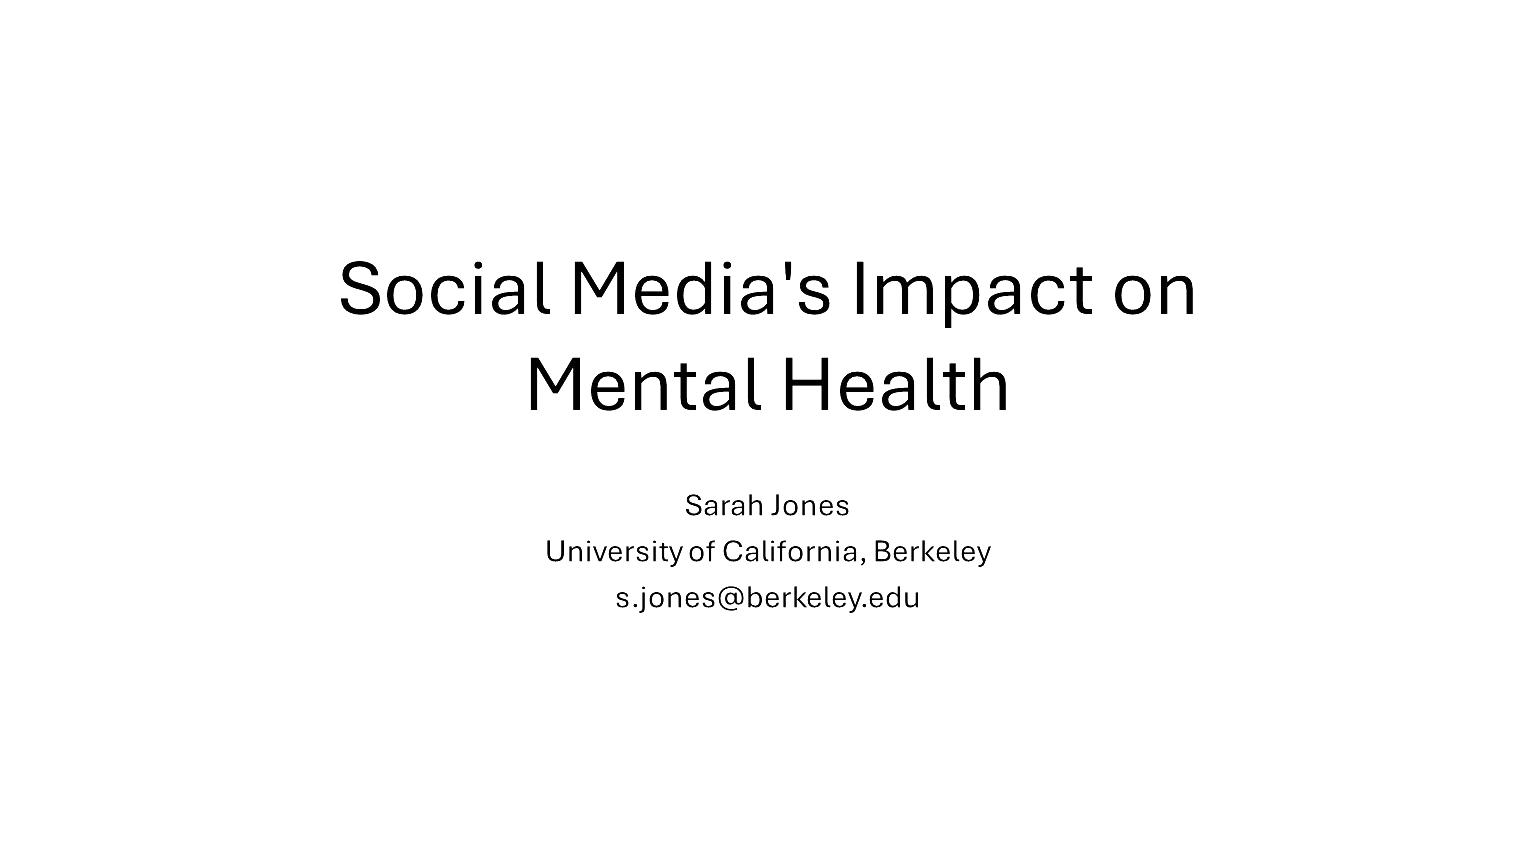 Social Media's Impact on
Mental Health
Sarah Jones
University of California, Berkeley
s.jones@berkeley.edu